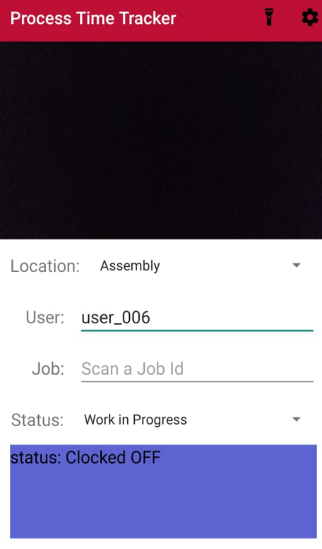 Process Time Tracker
Location: Assembly
User: user_006
Job: Scan a Job Id
Status: Work in Progress
status: Clocked OFF